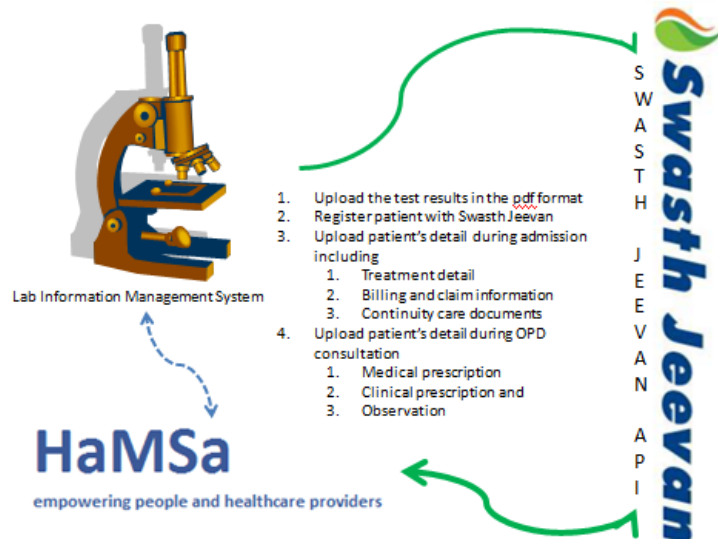 1. Upload the test results in the pdf format
2. Register patient with Swasth Jeevan
3. Upload patient's detail during admission
including
1. Treatment detail
2. Billing and claim information
3. Continuity care documents
4. Upload patient's detail during OPD
consultation
1. Medical prescription
2. Clinical prescription and
3. Observation
Lab Information Management System
HaMSa
empowering people and healthcare providers
SWASTH JEEVAN API
Swasth Jeevan